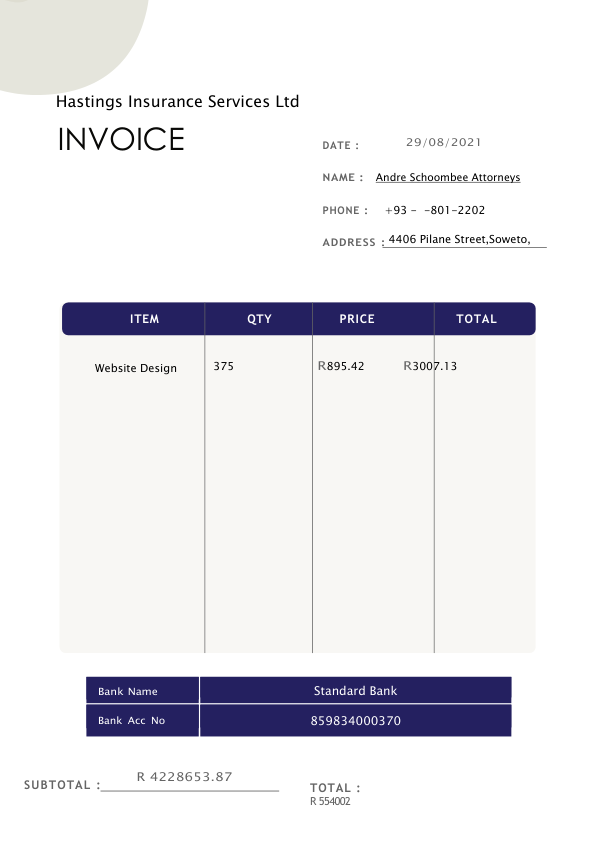 Hastings Insurance Services Ltd
INVOICE
DATE : 29/08/2021
NAME : Andre Schoombee Attorneys
PHONE : +93 - -801-2202
ADDRESS : 4406 Pilane Street,Soweto,
ITEM QTY PRICE TOTAL
Website Design 375 R895.42 R3007.13
Bank Name Standard Bank
Bank Acc No 859834000370
SUBTOTAL : R 4228653.87
TOTAL :
R 554002